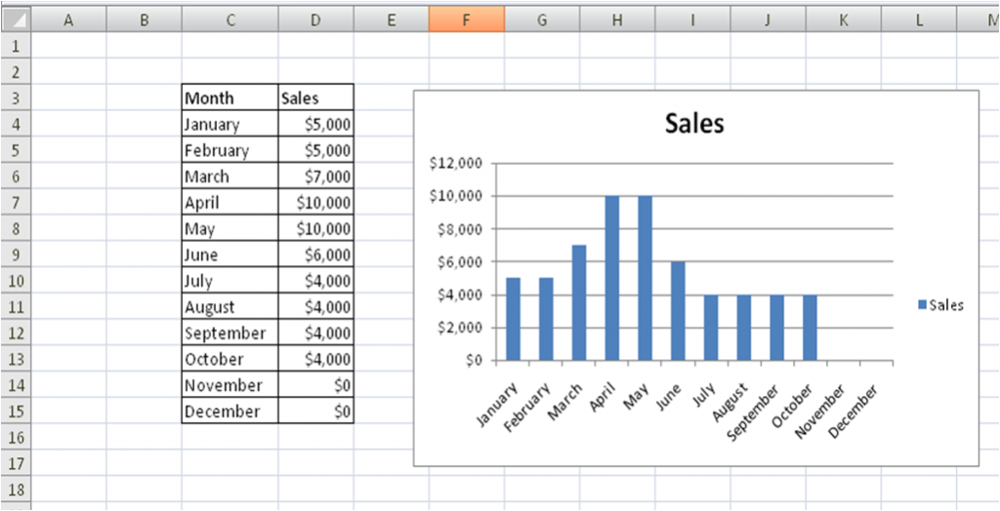 A B C D E F G H I J K L M
1
2
3 Month Sales
4 January $5,000
5 February $5,000
6 March $7,000
7 April $10,000
8 May $10,000
9 June $6,000
10 July $4,000
11 August $4,000
12 September $4,000
13 October $4,000
14 November $0
15 December $0
16
17
18
Sales
$12,000
$10,000
$8,000
$6,000
$4,000
$2,000
$0
January February March April May June July August September October November December
Sales